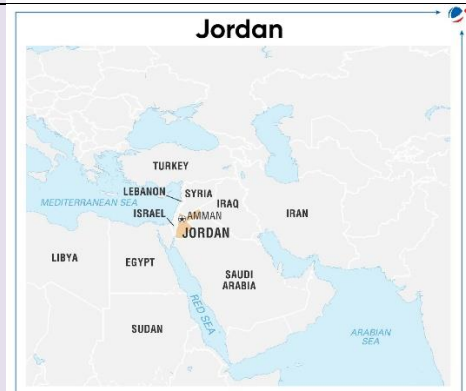 Jordan
TURKEY
LEBANON
SYRIA
MEDITERRANEAN SEA
IRAQ
ISRAEL
AMMAN
IRAN
JORDAN
LIBYA
EGYPT
SAUDI
ARABIA
RED SEA
SUDAN
ARABIAN
SEA